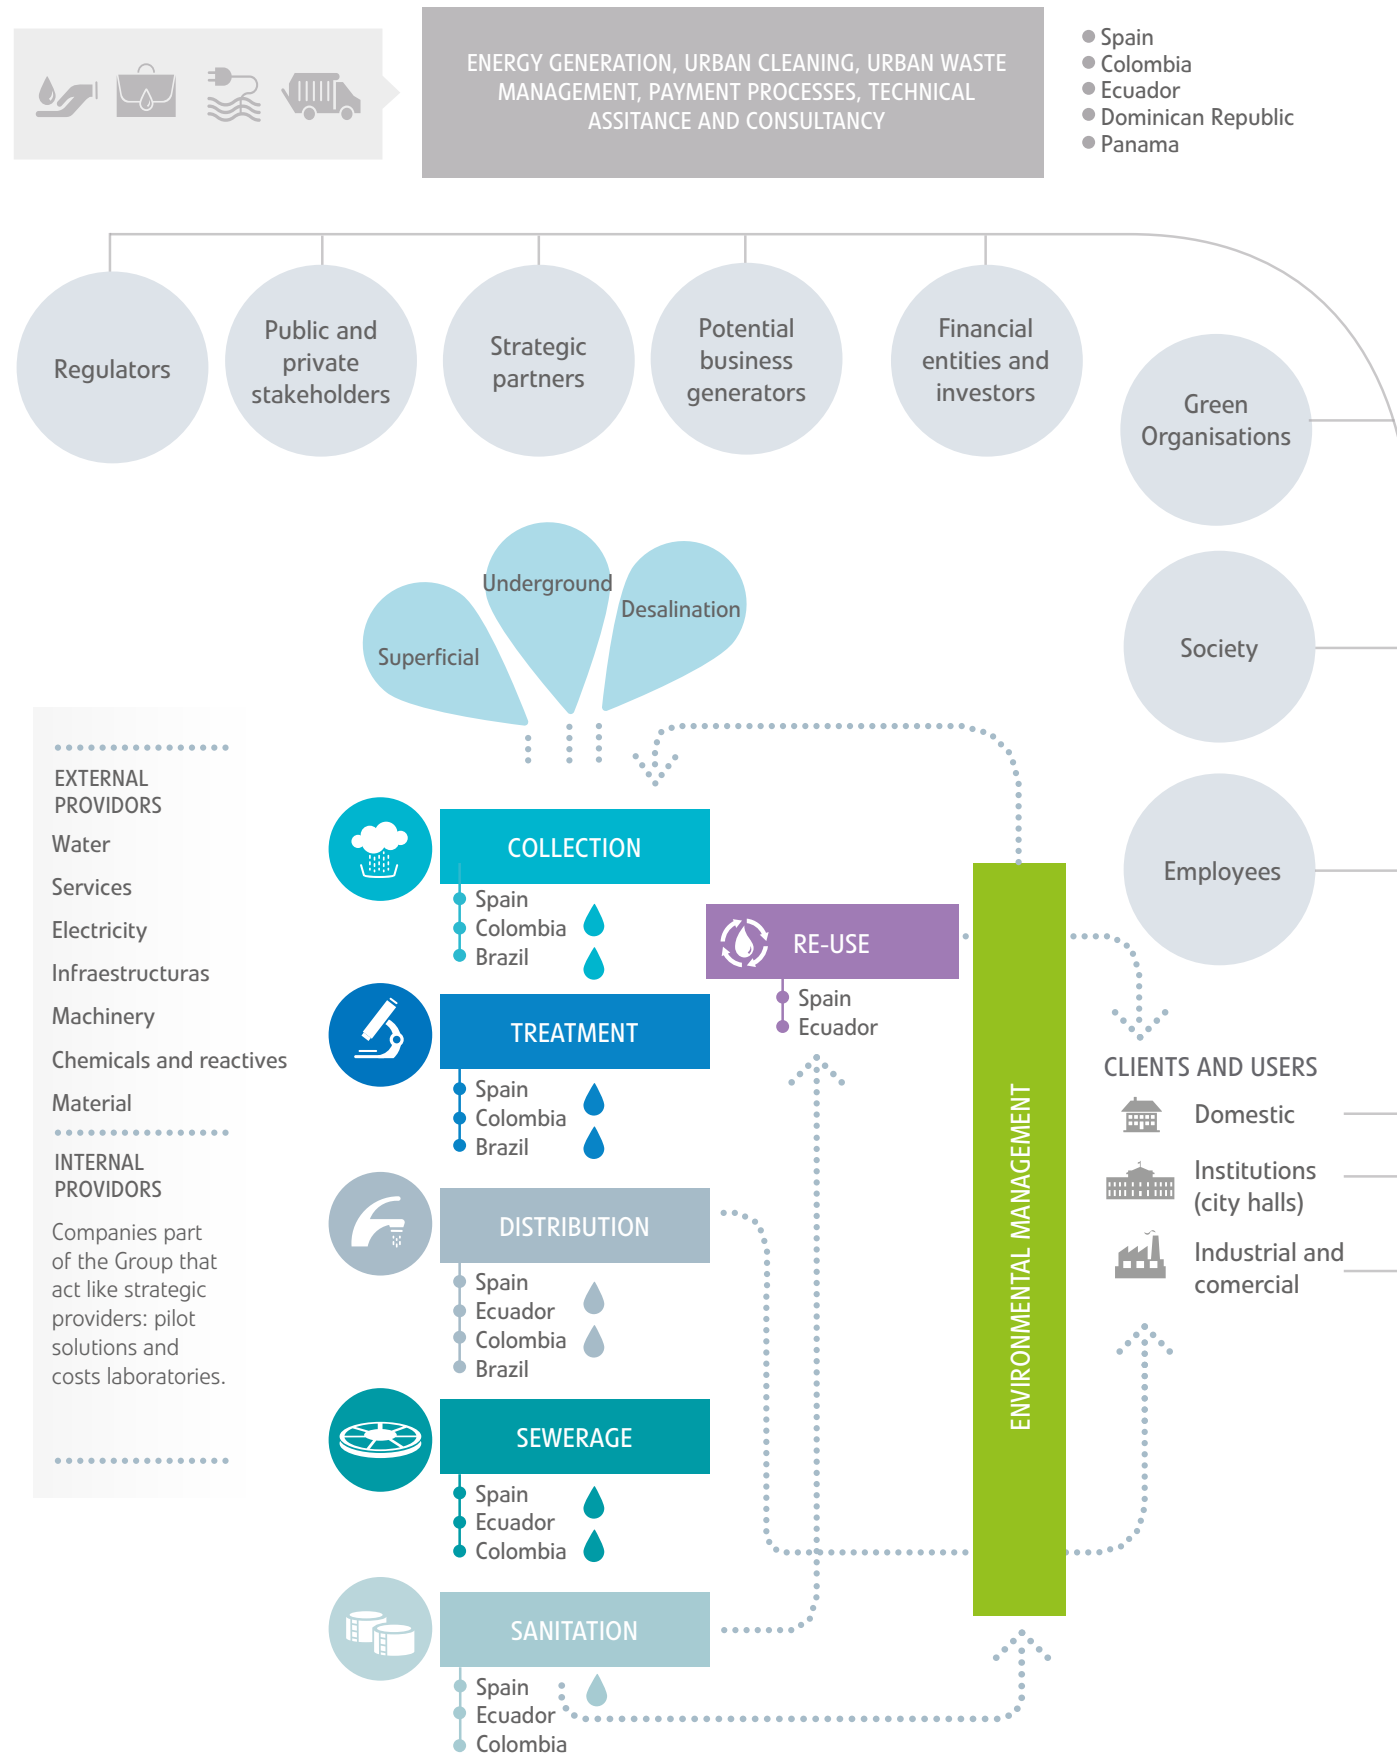 ENERGY GENERATION, URBAN CLEANING, URBAN WASTE
MANAGEMENT, PAYMENT PROCESSES, TECHNICAL
ASSITANCE AND CONSULTANCY
Spain
Colombia
Ecuador
Dominican Republic
Panama
Regulators
Public and
private
stakeholders
Strategic
partners
Potential
business
generators
Financial
entities and
investors
Green
Organisations
Society
Employees
Superficial
Underground
Desalination
EXTERNAL
PROVIDORS
Water
Services
Electricity
Infraestructuras
Machinery
Chemicals and reactives
Material
INTERNAL
PROVIDORS
Companies part
of the Group that
act like strategic
providers: pilot
solutions and
costs laboratories.
COLLECTION
Spain
Colombia
Brazil
TREATMENT
Spain
Colombia
Brazil
DISTRIBUTION
Spain
Ecuador
Colombia
Brazil
SEWERAGE
Spain
Ecuador
Colombia
SANITATION
Spain
Ecuador
Colombia
RE-USE
Spain
Ecuador
ENVIRONMENTAL MANAGEMENT
CLIENTS AND USERS
Domestic
Institutions
(city halls)
Industrial and
comercial